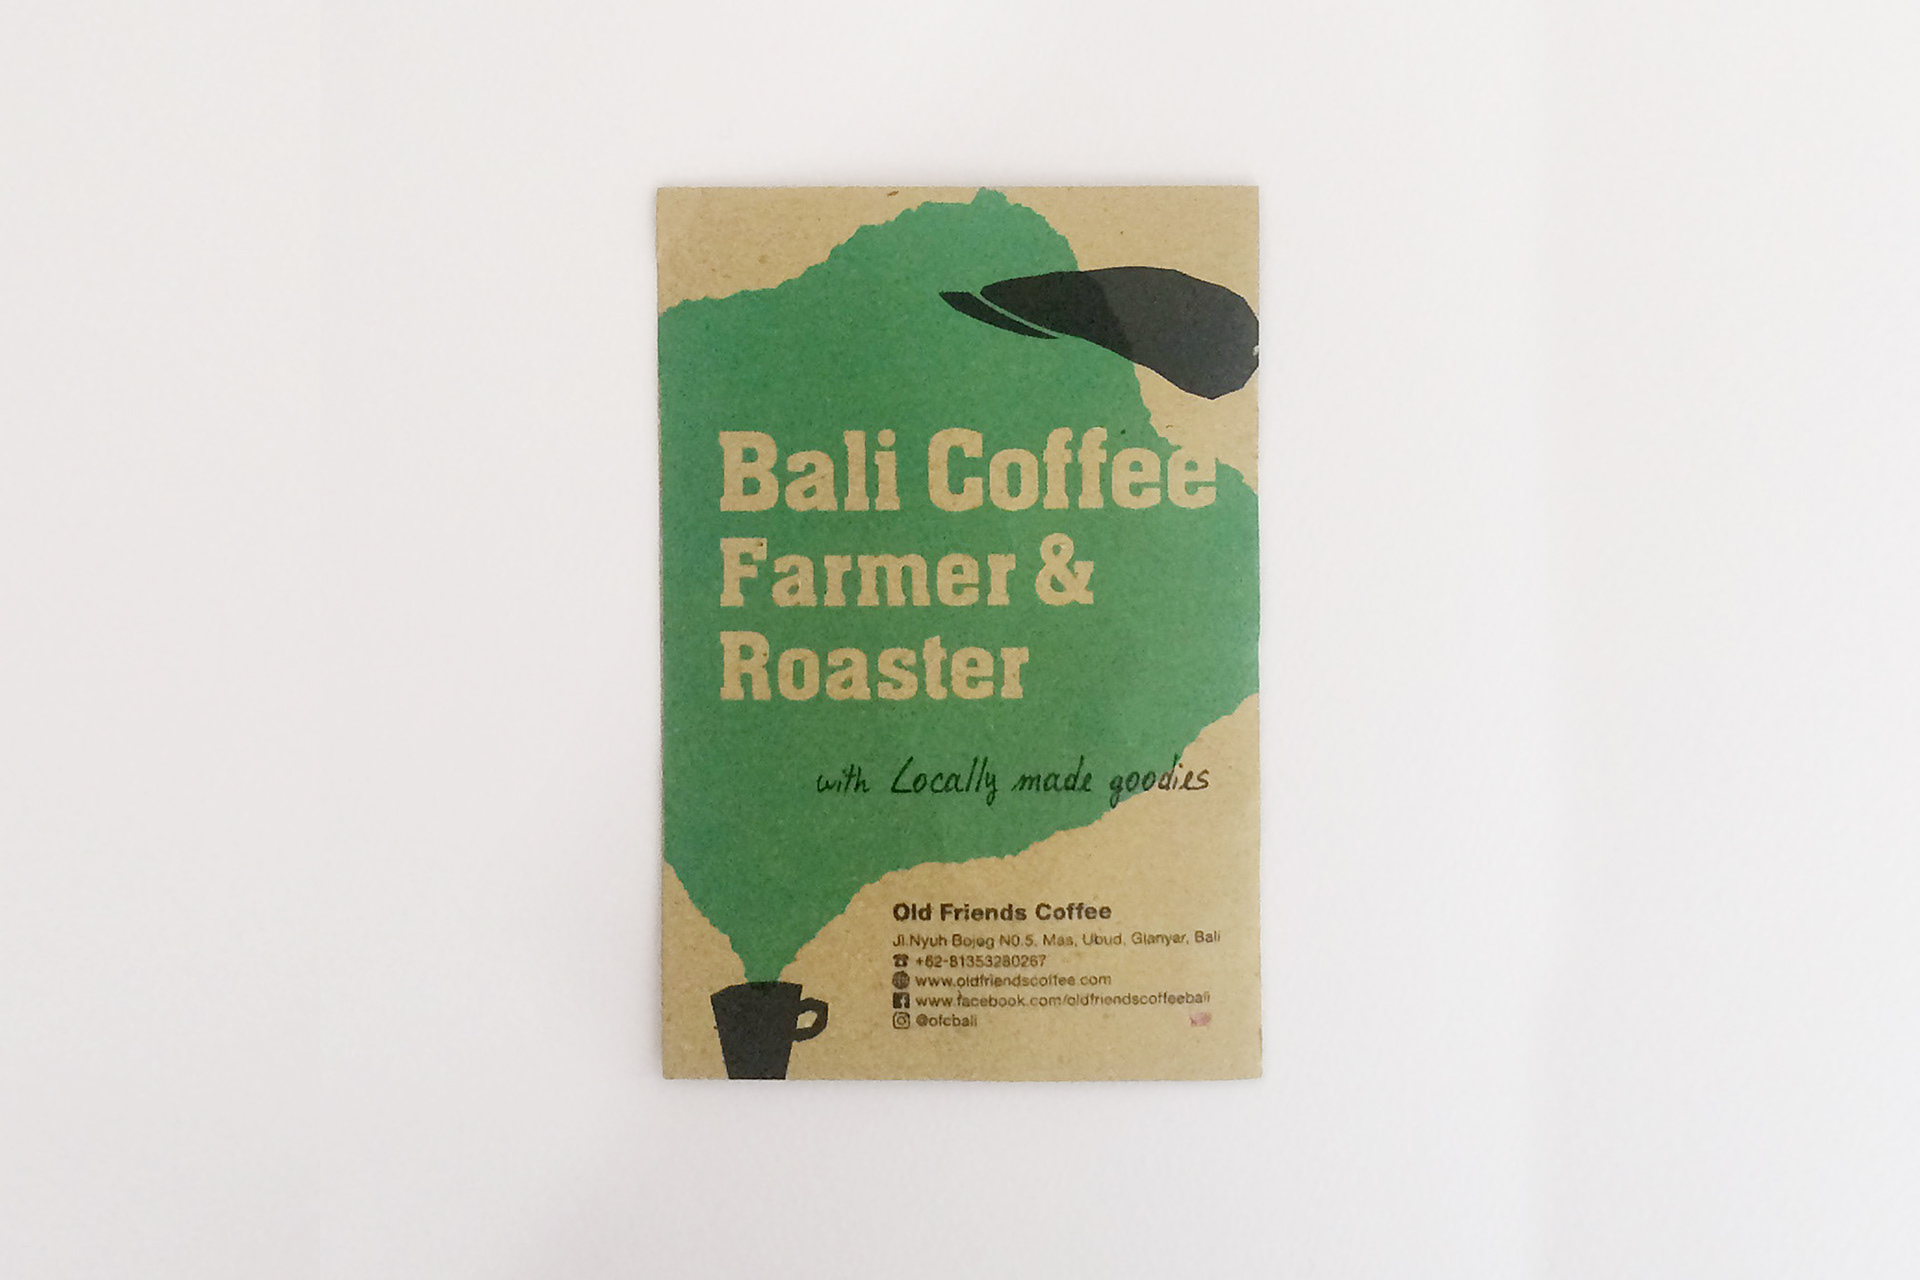 Bali Coffee
Farmer &
Roaster
with Locally made goodies
Old Friends Coffee
Jl.Nyuh Bojog N0.5, Mas, Ubud, Gianyar, Bali
+62-81353280267
www.oldfriendscoffee.com
www.facebook.com/oldfriendscoffeebali
@ofcbali